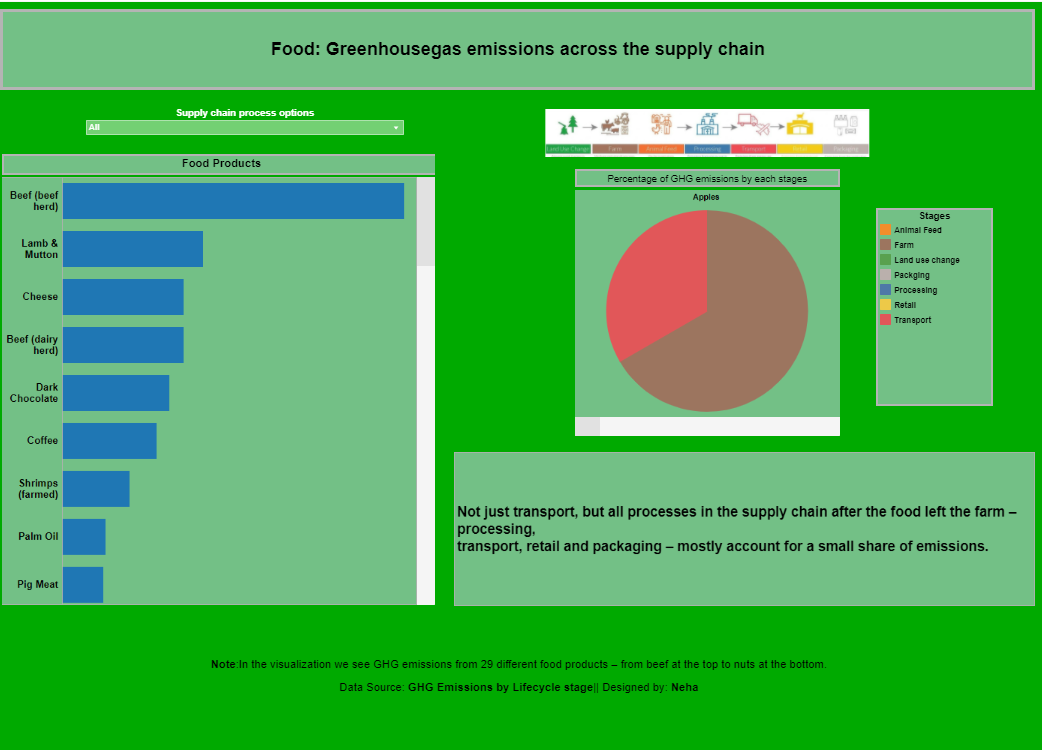 Food: Greenhousegas emissions across the supply chain
Supply chain process options
All
Land Use Change Farm Animal Feed Processing Transport Retail Packaging
Food Products
Percentage of GHG emissions by each stages
Apples
Beef (beef
herd)
Lamb &
Mutton
Cheese
Beef (dairy
herd)
Dark
Chocolate
Coffee
Shrimps
(farmed)
Palm Oil
Pig Meat
Stages
Animal Feed
Farm
Land use change
Packging
Processing
Retail
Transport
Not just transport, but all processes in the supply chain after the food left the farm –
processing,
transport, retail and packaging – mostly account for a small share of emissions.
Note:In the visualization we see GHG emissions from 29 different food products – from beef at the top to nuts at the bottom.
Data Source: GHG Emissions by Lifecycle stage|| Designed by: Neha